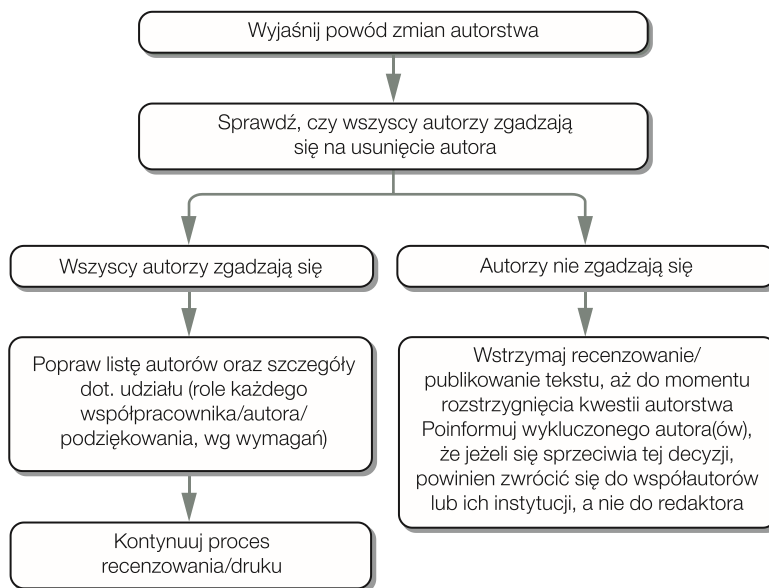 Wyjaśnij powód zmian autorstwa
Sprawdź, czy wszyscy autorzy zgadzają
się na usunięcie autora
Wszyscy autorzy zgadzają się
Autorzy nie zgadzają się
Popraw listę autorów oraz szczegóły
dot. udziału (role każdego
współpracownika/autora/
podziękowania, wg wymagań)
Wstrzymaj recenzowanie/
publikowanie tekstu, aż do momentu
rozstrzygnięcia kwestii autorstwa
Poinformuj wykluczonego autora(ów),
że jeżeli się sprzeciwia tej decyzji,
powinien zwrócić się do współautorów
lub ich instytucji, a nie do redaktora
Kontynuuj proces
recenzowania/druku